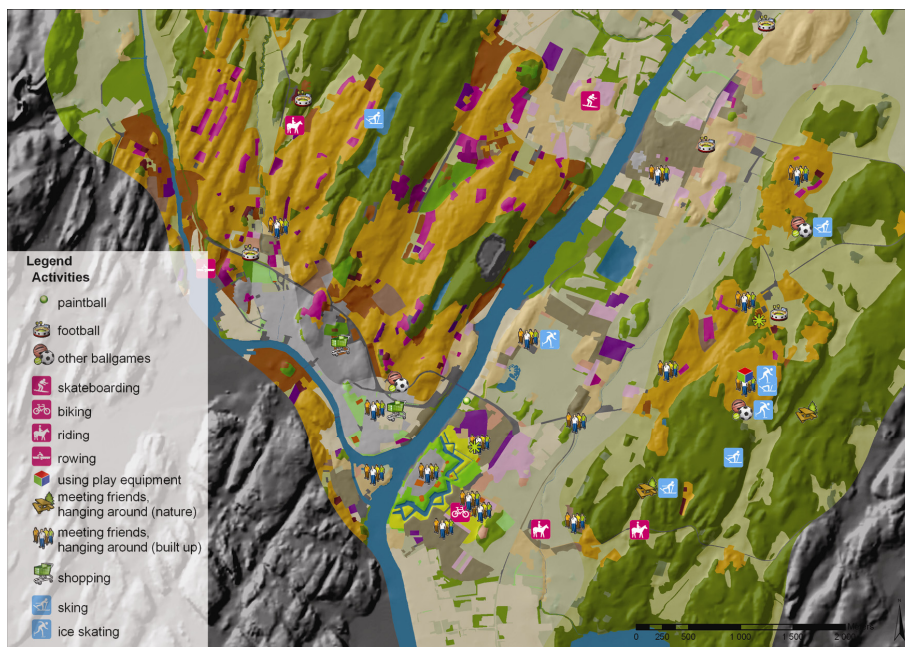 Legend
Activities
paintball
football
other ballgames
skateboarding
biking
riding
rowing
using play equipment
meeting friends,
hanging around (nature)
meeting friends,
hanging around (built up)
shopping
sking
ice skating
0 250 500 1 000 1 500 2 000